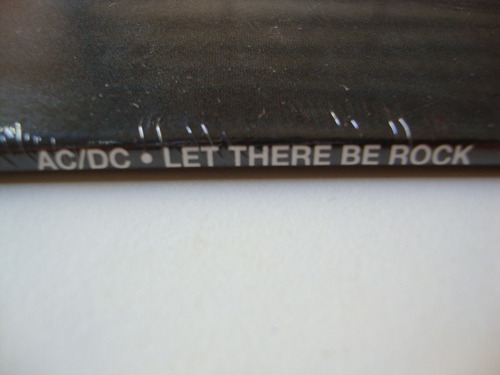 AC/DC • LET THERE BE ROCK